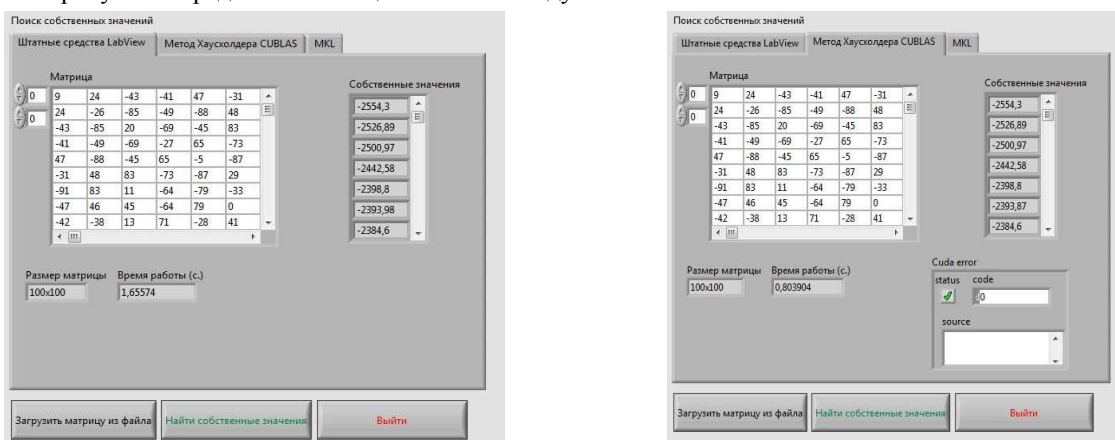 Поиск собственных значений
Штатные средства LabView Метод Хаусхолдера CUBLAS MKL
Матрица
Собственные значения
0 9 24 -43 -41 47 -31
0 24 -26 -85 -49 -88 48
-43 -85 20 -69 -45 83
-41 -49 -69 -27 65 -73
47 -88 -45 65 -5 -87
-31 48 83 -73 -87 29
-91 83 11 -64 -79 -33
-47 46 45 -64 79 0
-42 -38 13 71 -28 41
-2554,3
-2526,89
-2500,97
-2442,58
-2398,8
-2393,98
-2384,6
Размер матрицы Время работы (с.)
100x100 1,65574
Загрузить матрицу из файла Найти собственные значения Выйти
Поиск собственных значений
Штатные средства LabView Метод Хаусхолдера CUBLAS MKL
Матрица
Собственные значения
0 9 24 -43 -41 47 -31
0 24 -26 -85 -49 -88 48
-43 -85 20 -69 -45 83
-41 -49 -69 -27 65 -73
47 -88 -45 65 -5 -87
-31 48 83 -73 -87 29
-91 83 11 -64 -79 -33
-47 46 45 -64 79 0
-42 -38 13 71 -28 41
-2554,3
-2526,89
-2500,97
-2442,58
-2398,8
-2393,87
-2384,6
Размер матрицы Время работы (с.)
100x100 0,803904
Cuda error
status code
d0
source
Загрузить матрицу из файла Найти собственные значения Выйти